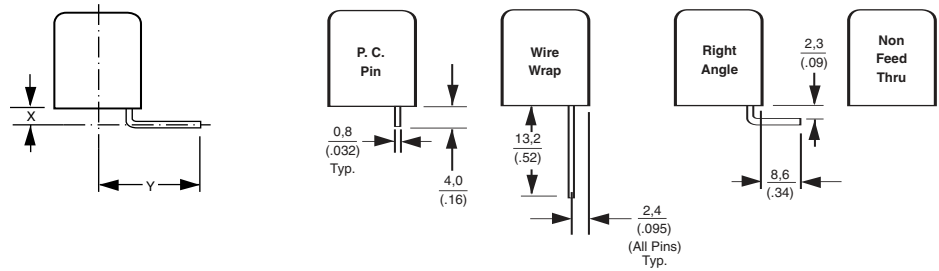 X
Y
P. C.
Pin
0,8
(.032)
Typ.
4,0
(.16)
Wire
Wrap
13,2
(.52)
2,4
(.095)
(All Pins)
Typ.
Right
Angle
2,3
(.09)
8,6
(.34)
Non
Feed
Thru